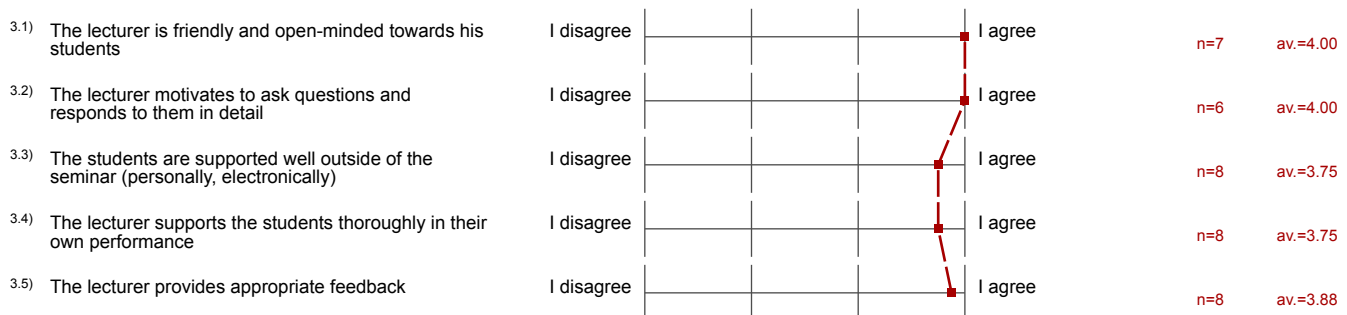 3.1) The lecturer is friendly and open-minded towards his students I disagree I agree n=7 av.=4.00
3.2) The lecturer motivates to ask questions and responds to them in detail I disagree I agree n=6 av.=4.00
3.3) The students are supported well outside of the seminar (personally, electronically) I disagree I agree n=8 av.=3.75
3.4) The lecturer supports the students thoroughly in their own performance I disagree I agree n=8 av.=3.75
3.5) The lecturer provides appropriate feedback I disagree I agree n=8 av.=3.88